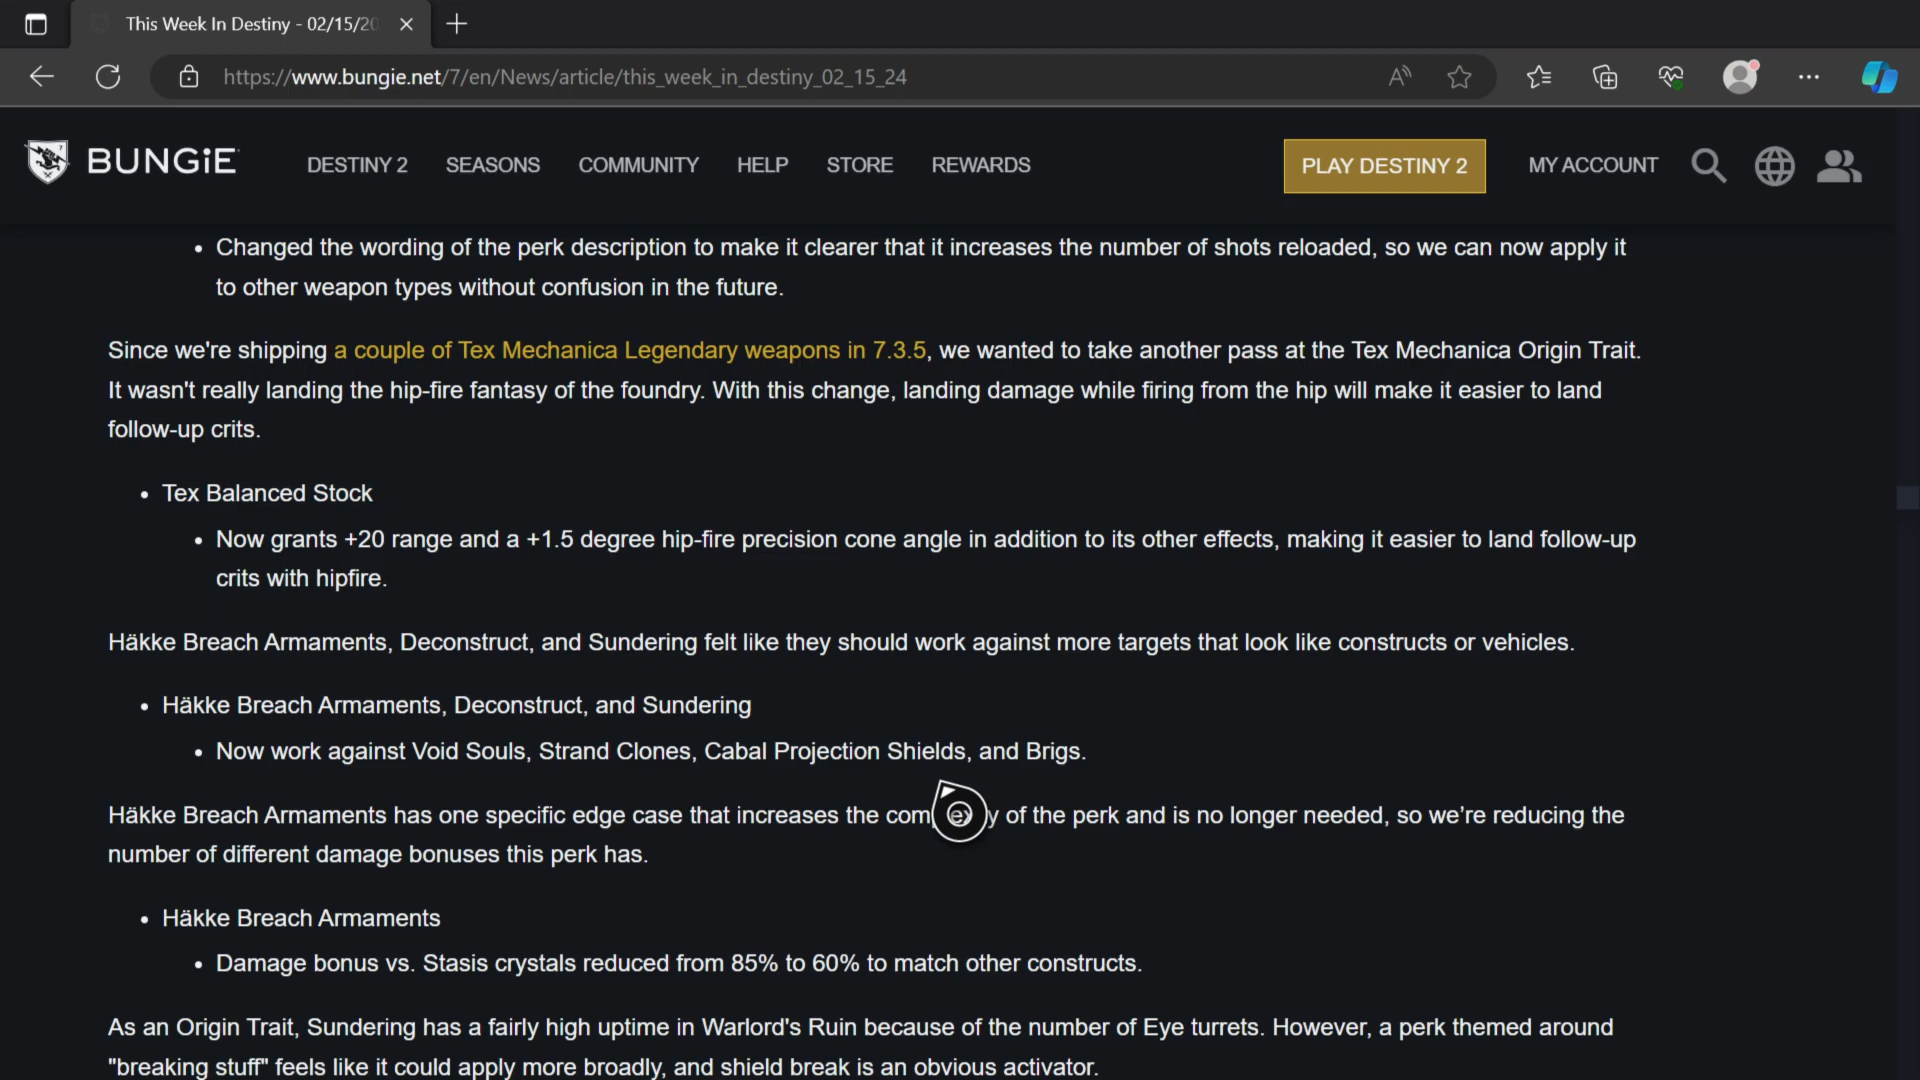 This Week In Destiny - 02/15/20
https://www.bungie.net/7/en/News/article/this_week_in_destiny_02_15_24
BUNGiE DESTINY 2 SEASONS COMMUNITY HELP STORE REWARDS PLAY DESTINY 2 MY ACCOUNT
• Changed the wording of the perk description to make it clearer that it increases the number of shots reloaded, so we can now apply it
to other weapon types without confusion in the future.
Since we're shipping a couple of Tex Mechanica Legendary weapons in 7.3.5, we wanted to take another pass at the Tex Mechanica Origin Trait.
It wasn't really landing the hip-fire fantasy of the foundry. With this change, landing damage while firing from the hip will make it easier to land
follow-up crits.
• Tex Balanced Stock
• Now grants +20 range and a +1.5 degree hip-fire precision cone angle in addition to its other effects, making it easier to land follow-up
crits with hipfire.
Häkke Breach Armaments, Deconstruct, and Sundering felt like they should work against more targets that look like constructs or vehicles.
• Häkke Breach Armaments, Deconstruct, and Sundering
• Now work against Void Souls, Strand Clones, Cabal Projection Shields, and Brigs.
Häkke Breach Armaments has one specific edge case that increases the complexity of the perk and is no longer needed, so we’re reducing the
number of different damage bonuses this perk has.
• Häkke Breach Armaments
• Damage bonus vs. Stasis crystals reduced from 85% to 60% to match other constructs.
As an Origin Trait, Sundering has a fairly high uptime in Warlord's Ruin because of the number of Eye turrets. However, a perk themed around
"breaking stuff" feels like it could apply more broadly, and shield break is an obvious activator.